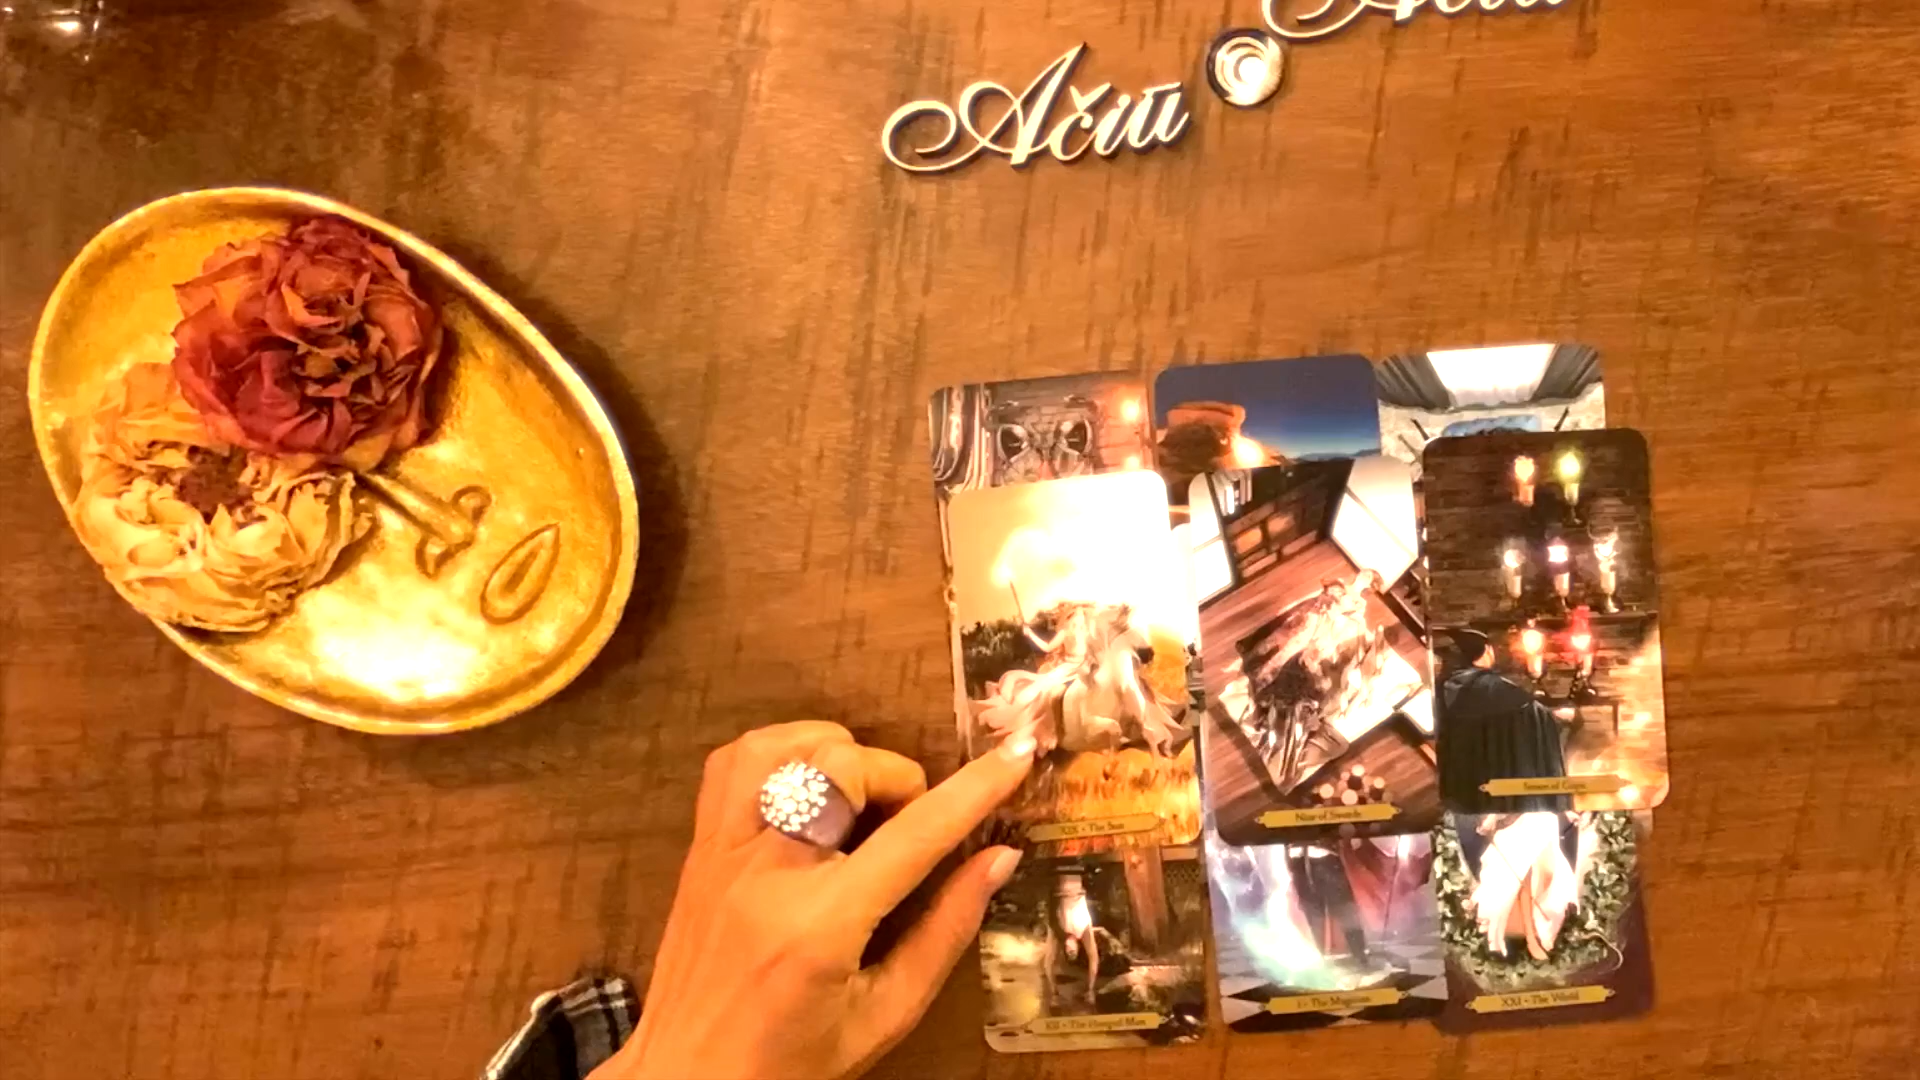 Ačiū
Ačiū
XIX • The Sun
Nine of Swords
Seven of Cups
XII • The Hanged Man
I • The Magician
XXI • The World